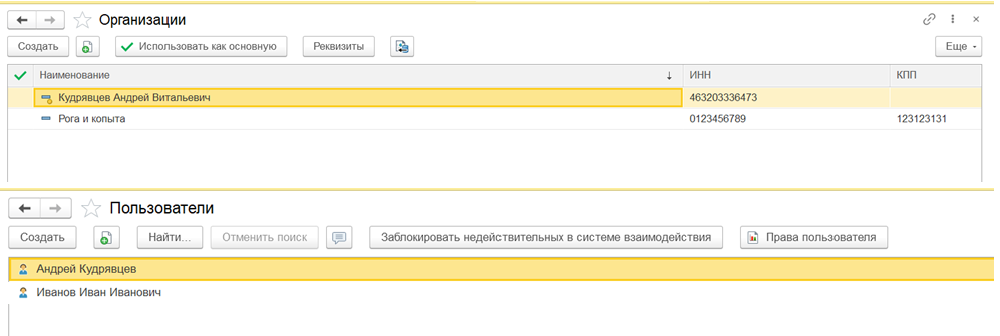 Организации
Создать Использовать как основную Реквизиты Еще
Наименование ИНН КПП
Кудрявцев Андрей Витальевич 463203336473
Рога и копыта 0123456789 123123131
Пользователи
Создать Найти... Отменить поиск Заблокировать недействительных в системе взаимодействия Права пользователя
Андрей Кудрявцев
Иванов Иван Иванович